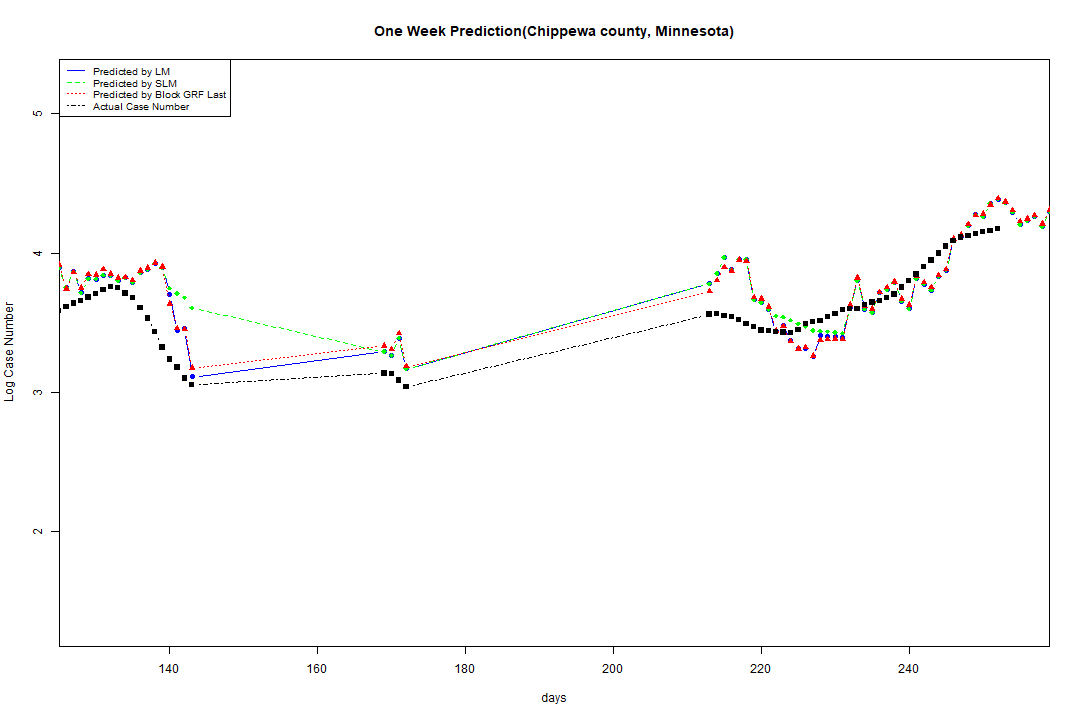 One Week Prediction(Chippewa county, Minnesota)
Predicted by LM
Predicted by SLM
Predicted by Block GRF Last
Actual Case Number
Log Case Number
5
4
3
2
140 160 180 200 220 240
days